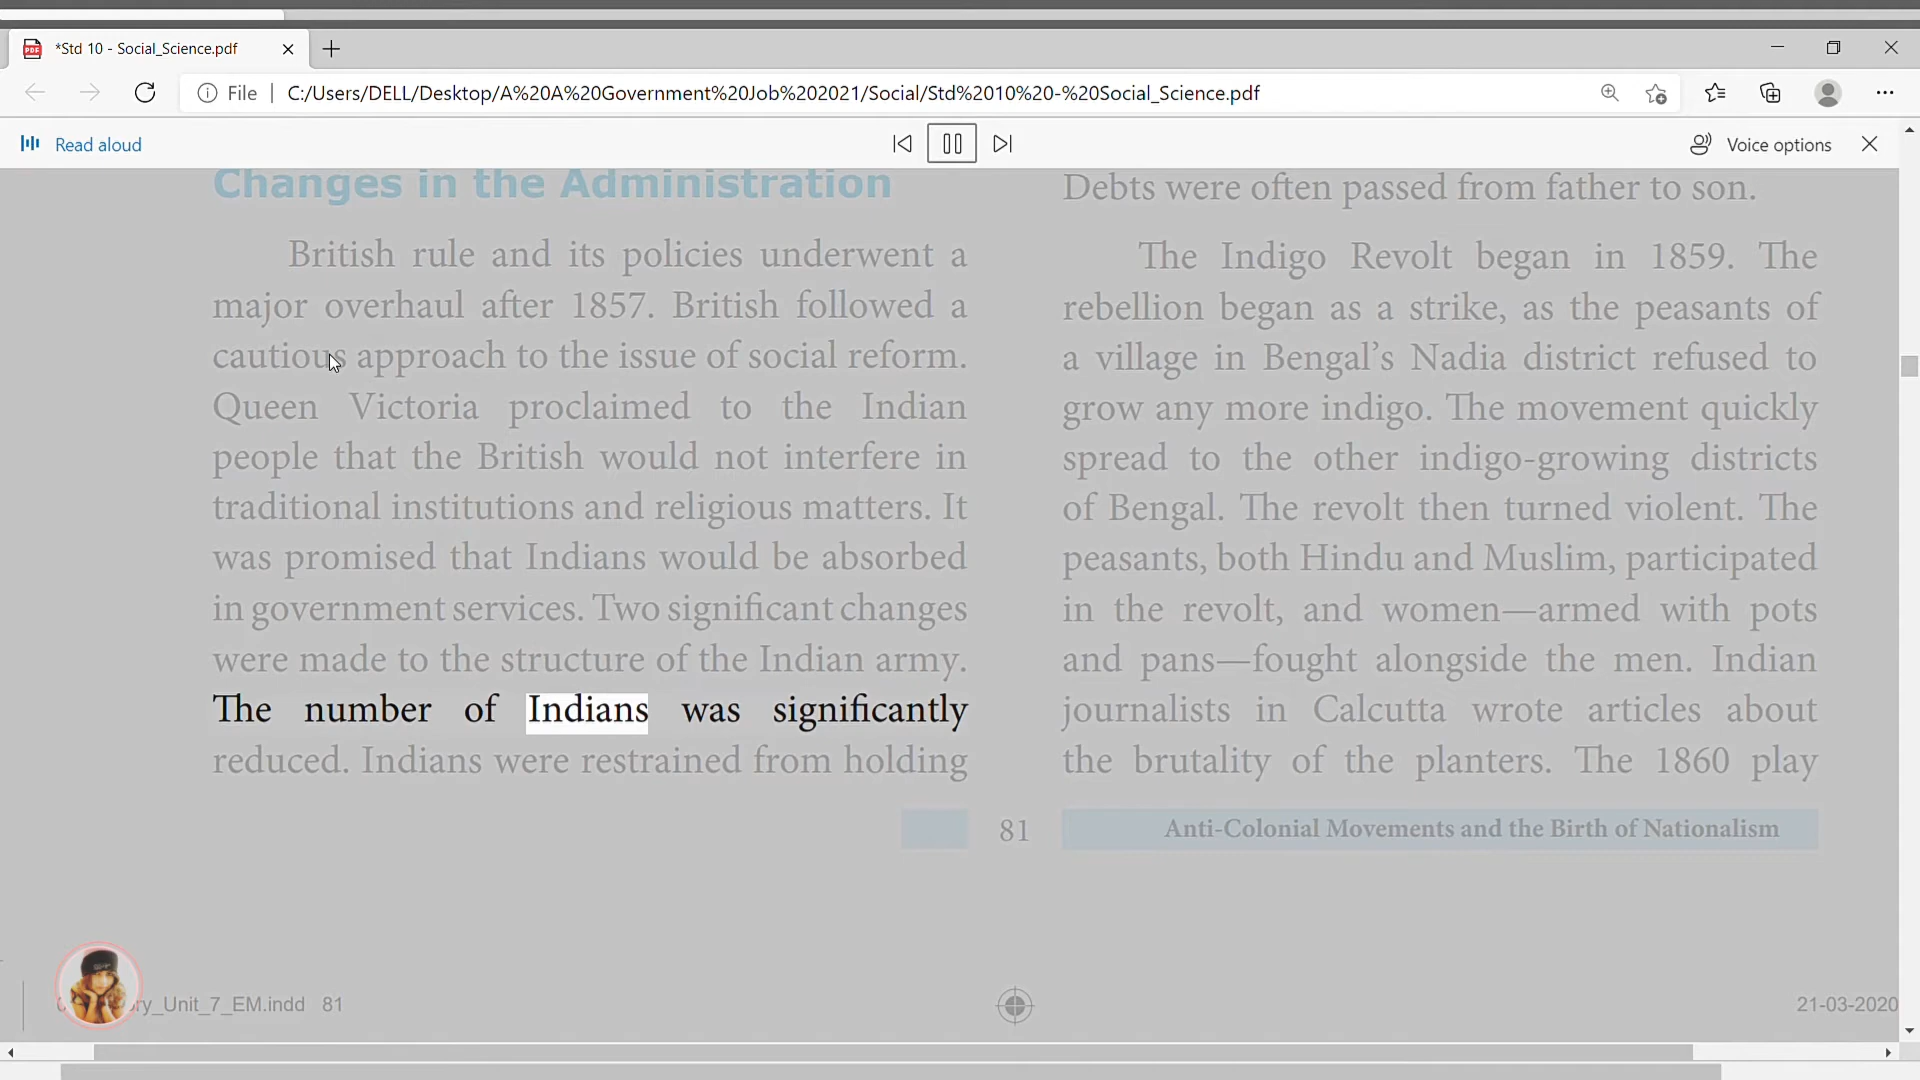 *Std 10 - Social_Science.pdf
File
C:/Users/DELL/Desktop/A%20A%20Government%20Job%202021/Social/Std%2010%20-%20Social_Science.pdf
Read aloud
Voice options
Changes in the Administration
British rule and its policies underwent a
major overhaul after 1857. British followed a
cautious approach to the issue of social reform.
Queen Victoria proclaimed to the Indian
people that the British would not interfere in
traditional institutions and religious matters. It
was promised that Indians would be absorbed
in government services. Two significant changes
were made to the structure of the Indian army.
The number of Indians was significantly
reduced. Indians were restrained from holding
Debts were often passed from father to son.
The Indigo Revolt began in 1859. The
rebellion began as a strike, as the peasants of
a village in Bengal's Nadia district refused to
grow any more indigo. The movement quickly
spread to the other indigo-growing districts
of Bengal. The revolt then turned violent. The
peasants, both Hindu and Muslim, participated
in the revolt, and women—armed with pots
and pans—fought alongside the men. Indian
journalists in Calcutta wrote articles about
the brutality of the planters. The 1860 play
81
Anti-Colonial Movements and the Birth of Nationalism
ry_Unit_7_EM.indd 81
21-03-2020